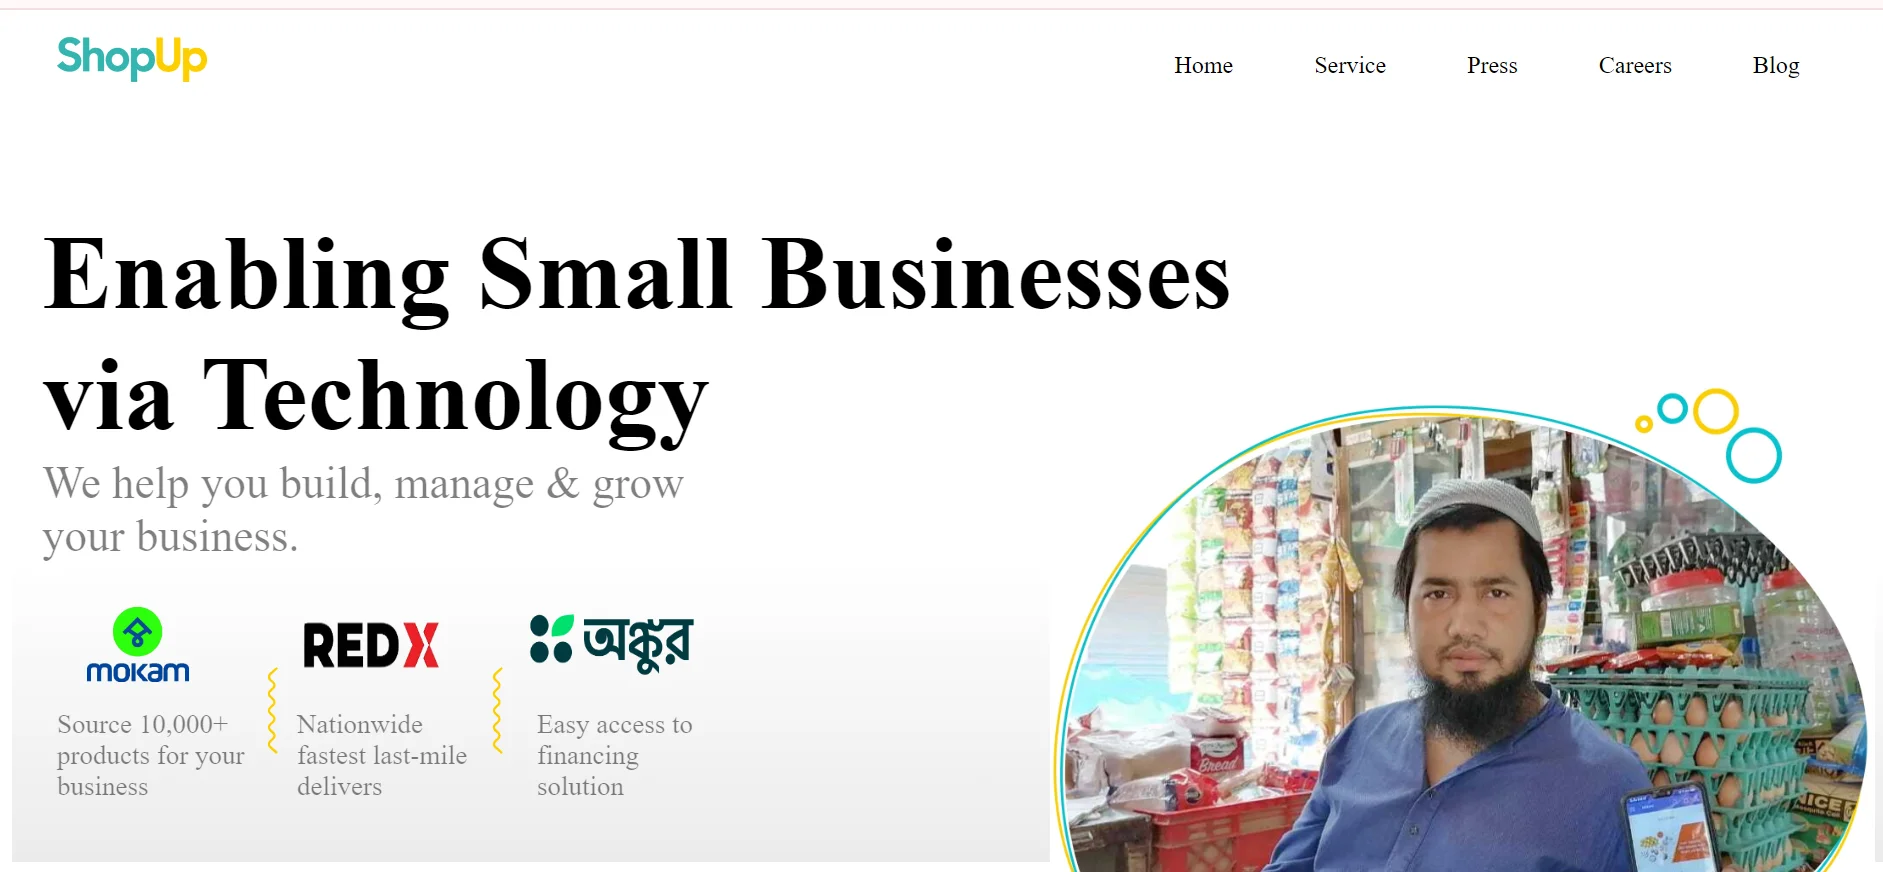 ShopUp
Home Service Press Careers Blog
Enabling Small Businesses
via Technology
We help you build, manage & grow
your business.
mokam
REDX
অঙ্কুর
Source 10,000+
products for your
business
Nationwide
fastest last-mile
delivers
Easy access to
financing
solution
Bread
NICE